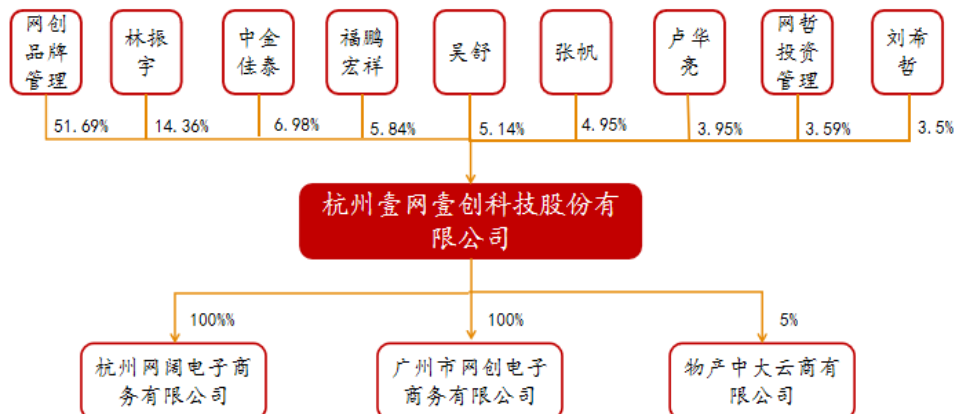 网创
品牌
管理
林振
宇
中金
佳泰
福鹏
宏祥
吴舒
张帆
卢华
亮
网哲
投资
管理
刘希
哲
51.69%
14.36%
6.98%
5.84%
5.14%
4.95%
3.95%
3.59%
3.5%
杭州壹网壹创科技股份有
限公司
100%%
100%
5%
杭州网阔电子商
务有限公司
广州市网创电子
商务有限公司
物产中大云商有
限公司